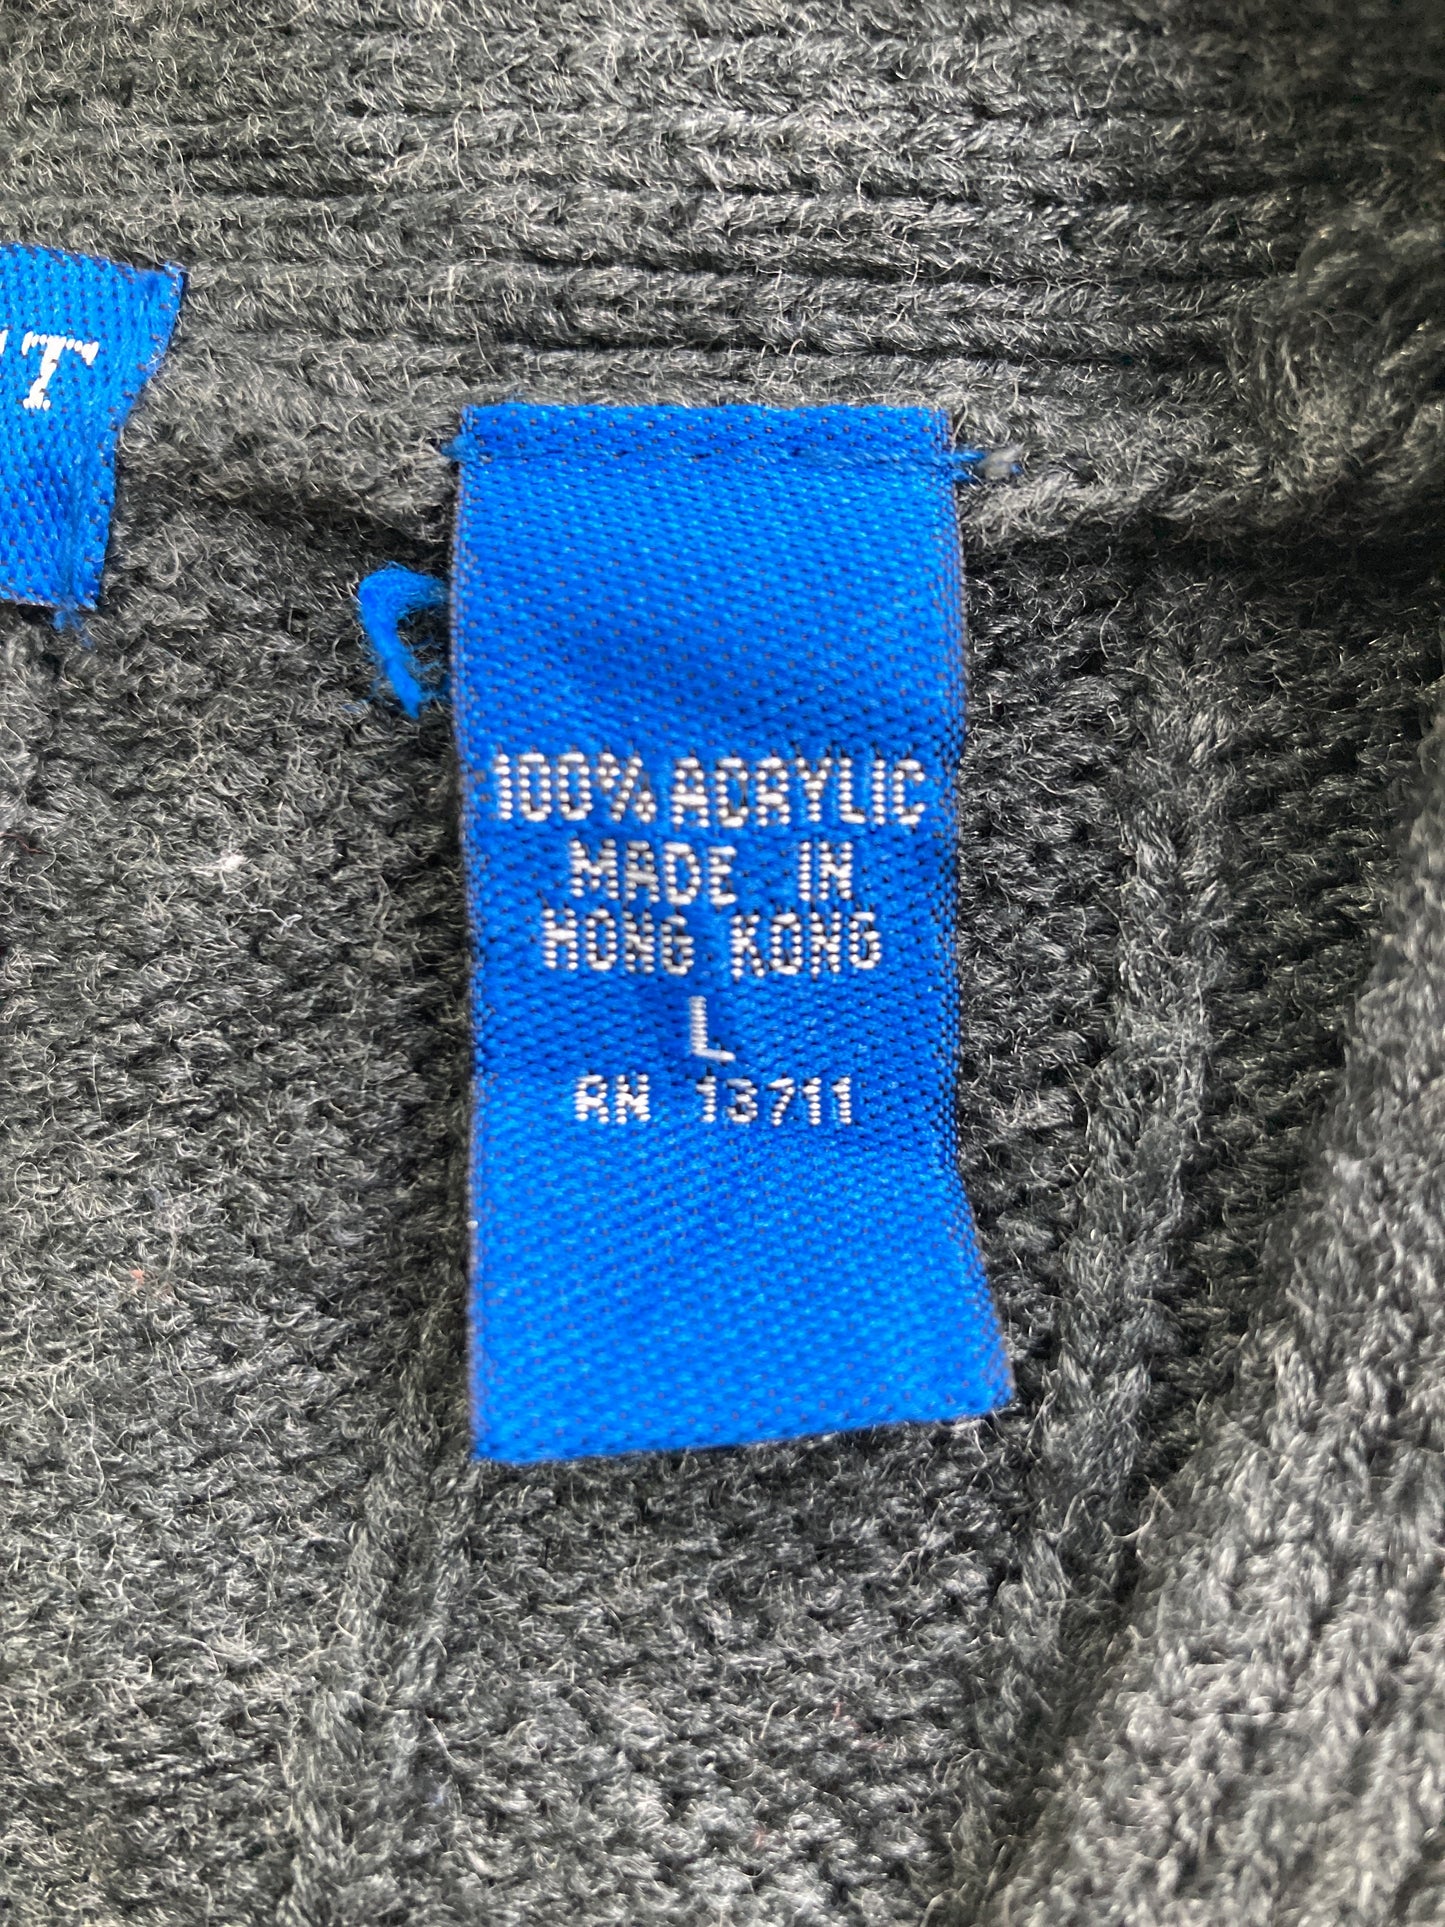 100% ACRYLIC
MADE IN
HONG KONG
L
RN 13711